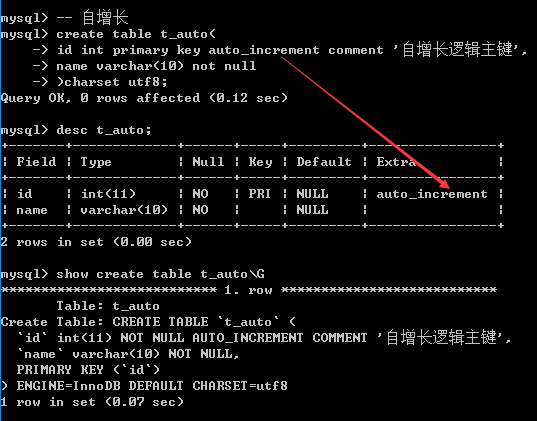 mysql> -- 自增长
mysql> create table t_auto(
    -> id int primary key auto_increment comment '自增长逻辑主键',
    -> name varchar(10) not null
    -> )charset utf8;
Query OK, 0 rows affected (0.12 sec)
mysql> desc t_auto;
+-------+-------------+------+-----+---------+----------------+
| Field | Type        | Null | Key | Default | Extra          |
+-------+-------------+------+-----+---------+----------------+
| id    | int(11)     | NO   | PRI | NULL    | auto_increment |
| name  | varchar(10) | NO   |     | NULL    |                |
+-------+-------------+------+-----+---------+----------------+
2 rows in set (0.00 sec)
mysql> show create table t_auto\G
*************************** 1. row ***************************
       Table: t_auto
Create Table: CREATE TABLE `t_auto` (
  `id` int(11) NOT NULL AUTO_INCREMENT COMMENT '自增长逻辑主键',
  `name` varchar(10) NOT NULL,
  PRIMARY KEY (`id`)
) ENGINE=InnoDB DEFAULT CHARSET=utf8
1 row in set (0.07 sec)